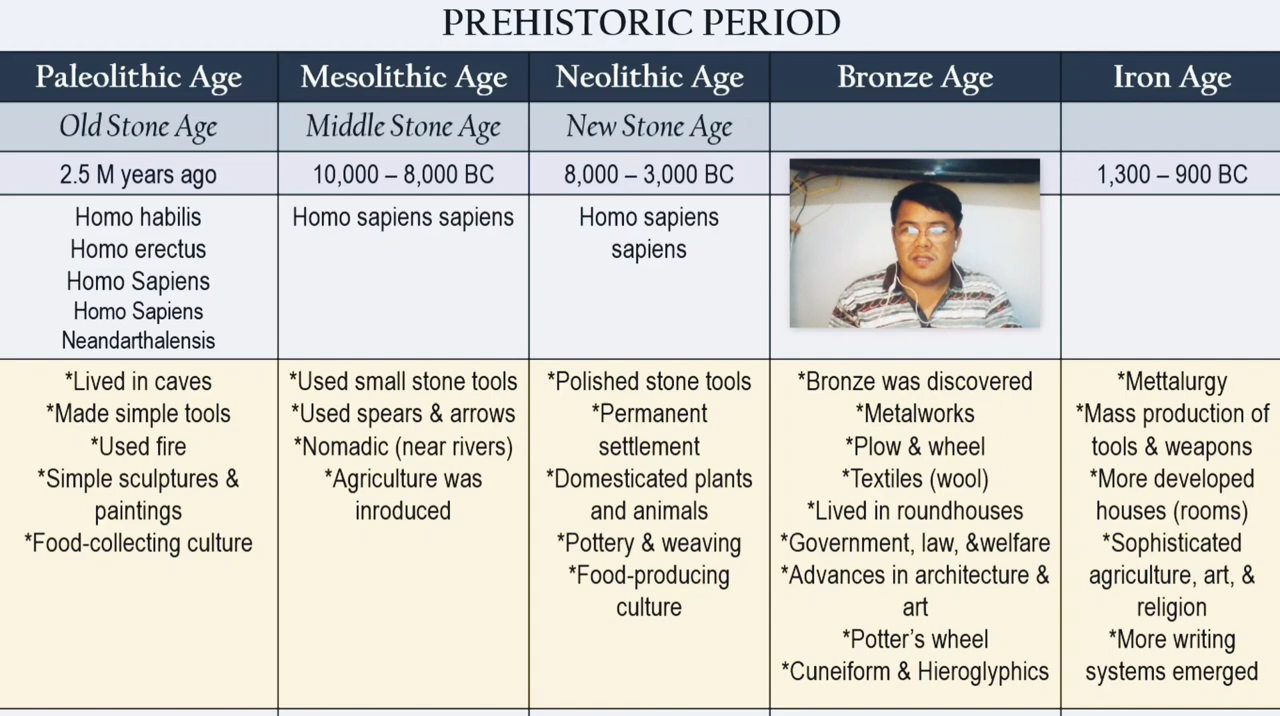 PREHISTORIC PERIOD
Paleolithic Age
Mesolithic Age
Neolithic Age
Bronze Age
Iron Age
Old Stone Age
Middle Stone Age
New Stone Age
2.5 M years ago
10,000 – 8,000 BC
8,000 – 3,000 BC
1,300 – 900 BC
Homo habilis
Homo erectus
Homo Sapiens
Homo Sapiens
Neandarthalensis
Homo sapiens sapiens
Homo sapiens
sapiens
*Lived in caves
*Made simple tools
*Used fire
*Simple sculptures &
paintings
*Food-collecting culture
*Used small stone tools
*Used spears & arrows
*Nomadic (near rivers)
*Agriculture was
inroduced
*Polished stone tools
*Permanent
settlement
*Domesticated plants
and animals
*Pottery & weaving
*Food-producing
culture
*Bronze was discovered
*Metalworks
*Plow & wheel
*Textiles (wool)
*Lived in roundhouses
*Government, law, &welfare
*Advances in architecture &
art
*Potter’s wheel
*Cuneiform & Hieroglyphics
*Mettalurgy
*Mass production of
tools & weapons
*More developed
houses (rooms)
*Sophisticated
agriculture, art, &
religion
*More writing
systems emerged